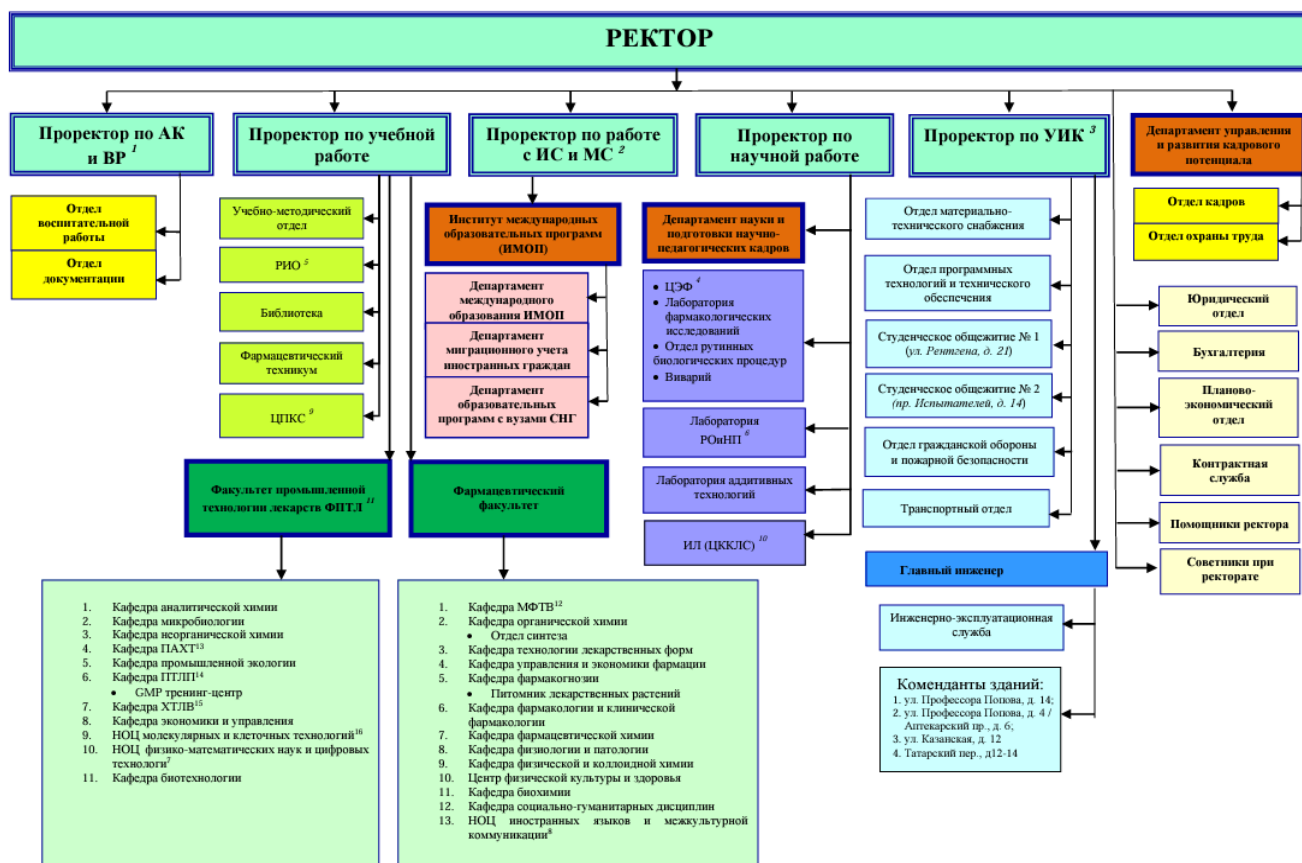 РЕКТОР
Проректор по АК
и ВР 1
Проректор по учебной
работе
Проректор по работе
с ИС и МС 2
Проректор по
научной работе
Проректор по УИК 3
Департамент управления
и развития кадрового
потенциала
Отдел
воспитательной
работы
Отдел
документации
Учебно-методический
отдел
РИО 5
Библиотека
Фармацевтический
техникум
ЦПКС 9
Институт международных
образовательных программ
(ИМОП)
Департамент
международного
образования ИМОП
Департамент
миграционного учета
иностранных граждан
Департамент
образовательных
программ с вузами СНГ
Департамент науки и
подготовки научно-
педагогических кадров
• ЦЭФ 4
• Лаборатория
фармакологических
исследований
• Отдел рутинных
биологических процедур
• Виварий
Лаборатория
РОиНП 6
Лаборатория аддитивных
технологий
ИЛ (ЦККЛС) 10
Отдел материально-
технического снабжения
Отдел программных
технологий и технического
обеспечения
Студенческое общежитие № 1
(ул. Рентгена, д. 21)
Студенческое общежитие № 2
(пр. Испытателей, д. 14)
Отдел гражданской обороны
и пожарной безопасности
Транспортный отдел
Главный инженер
Инженерно-эксплуатационная
служба
Коменданты зданий:
1. ул. Профессора Попова, д. 14;
2. ул. Профессора Попова, д. 4 /
Аптекарский пр., д. 6;
3. ул. Казанская, д. 12
4. Татарский пер., д12-14
Отдел кадров
Отдел охраны труда
Юридический
отдел
Бухгалтерия
Планово-
экономический
отдел
Контрактная
служба
Помощники ректора
Советники при
ректорате
Факультет промышленной
технологии лекарств ФПТЛ 11
Фармацевтический
факультет
1. Кафедра аналитической химии
2. Кафедра микробиологии
3. Кафедра неорганической химии
4. Кафедра ПАХТ13
5. Кафедра промышленной экологии
6. Кафедра ПТЛП14
• GMP тренинг-центр
7. Кафедра ХТЛВ15
8. Кафедра экономики и управления
9. НОЦ молекулярных и клеточных технологий16
10. НОЦ физико-математических наук и цифровых
технологи7
11. Кафедра биотехнологии
1. Кафедра МФТВ12
2. Кафедра органической химии
• Отдел синтеза
3. Кафедра технологии лекарственных форм
4. Кафедра управления и экономики фармации
5. Кафедра фармакогнозии
• Питомник лекарственных растений
6. Кафедра фармакологии и клинической
фармакологии
7. Кафедра фармацевтической химии
8. Кафедра физиологии и патологии
9. Кафедра физической и коллоидной химии
10. Центр физической культуры и здоровья
11. Кафедра биохимии
12. Кафедра социально-гуманитарных дисциплин
13. НОЦ иностранных языков и межкультурной
коммуникации8